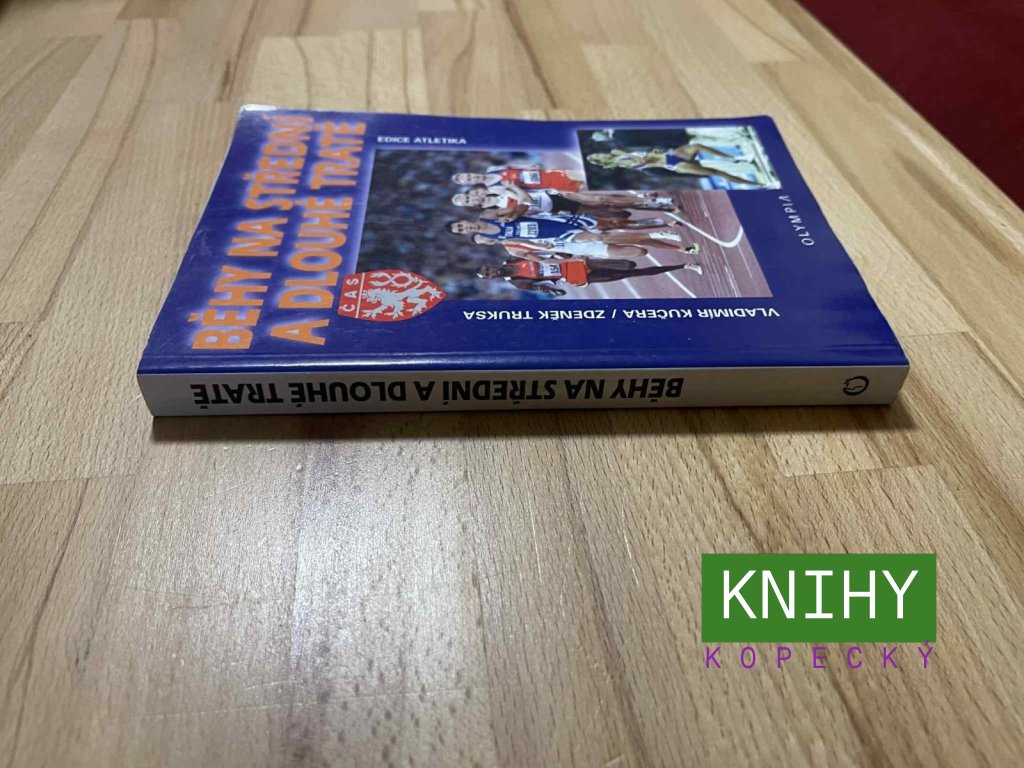 BĚHY NA STŘEDNÍ
A DLOUHÉ TRATĚ
EDICE ATLETIKA
ČAS
VLADIMÍR KUČERA / ZDENĚK TRUKSA
OLYMPIA
BĚHY NA STŘEDNÍ A DLOUHÉ TRATĚ
KNIHY
KOPECKÝ